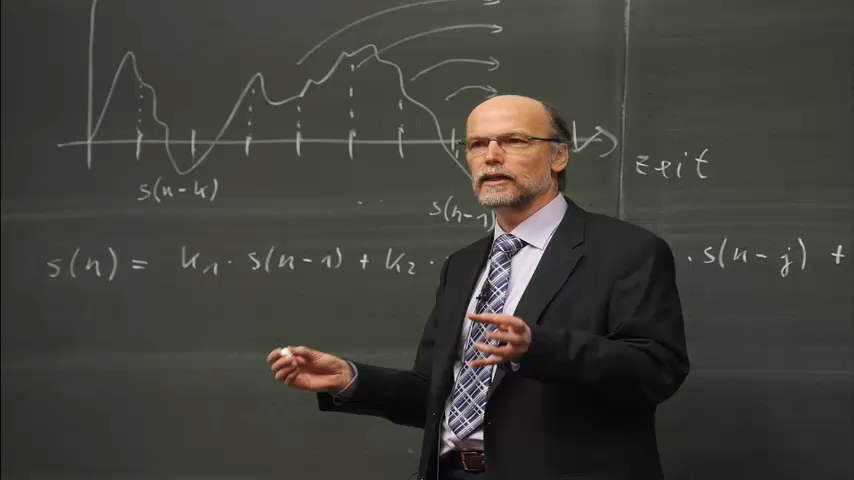 Zeit
s(n-k)
s(n-1)
s(n) = k₁ · s(n-1) + k₂ · · s(n-j) +